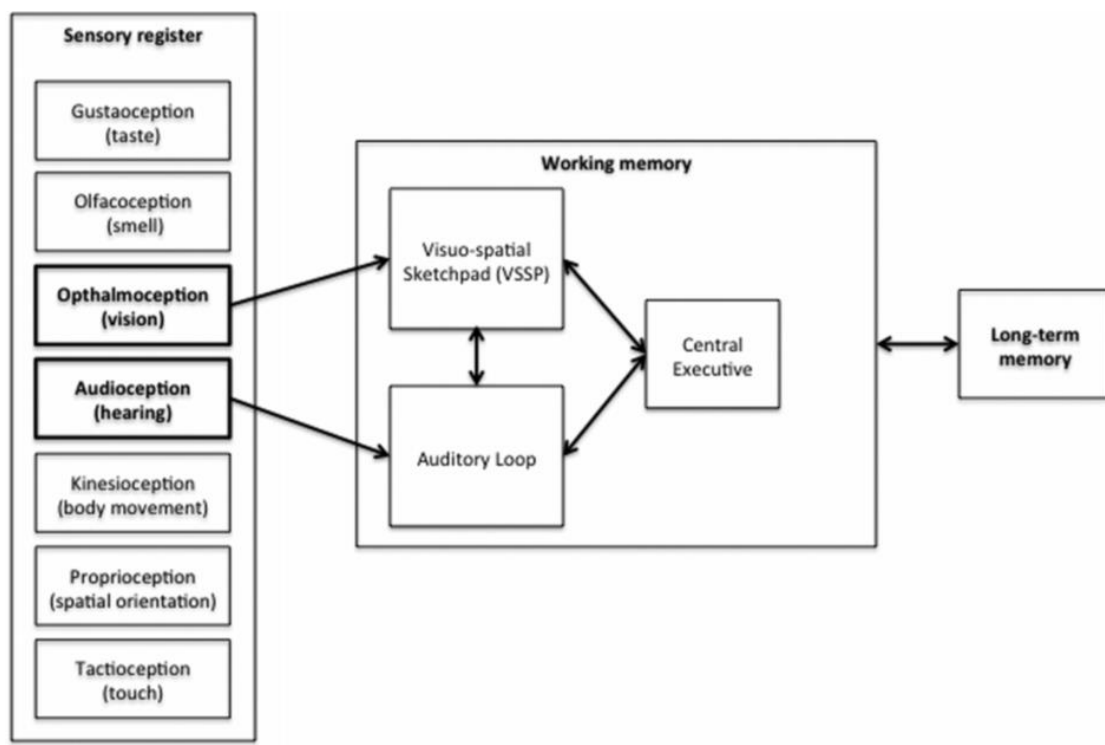 Sensory register
Gustaoception
(taste)
Olfacoception
(smell)
Opthalmoception
(vision)
Audioception
(hearing)
Kinesioception
(body movement)
Proprioception
(spatial orientation)
Tactioception
(touch)
Working memory
Visuo-spatial
Sketchpad (VSSP)
Auditory Loop
Central
Executive
Long-term
memory